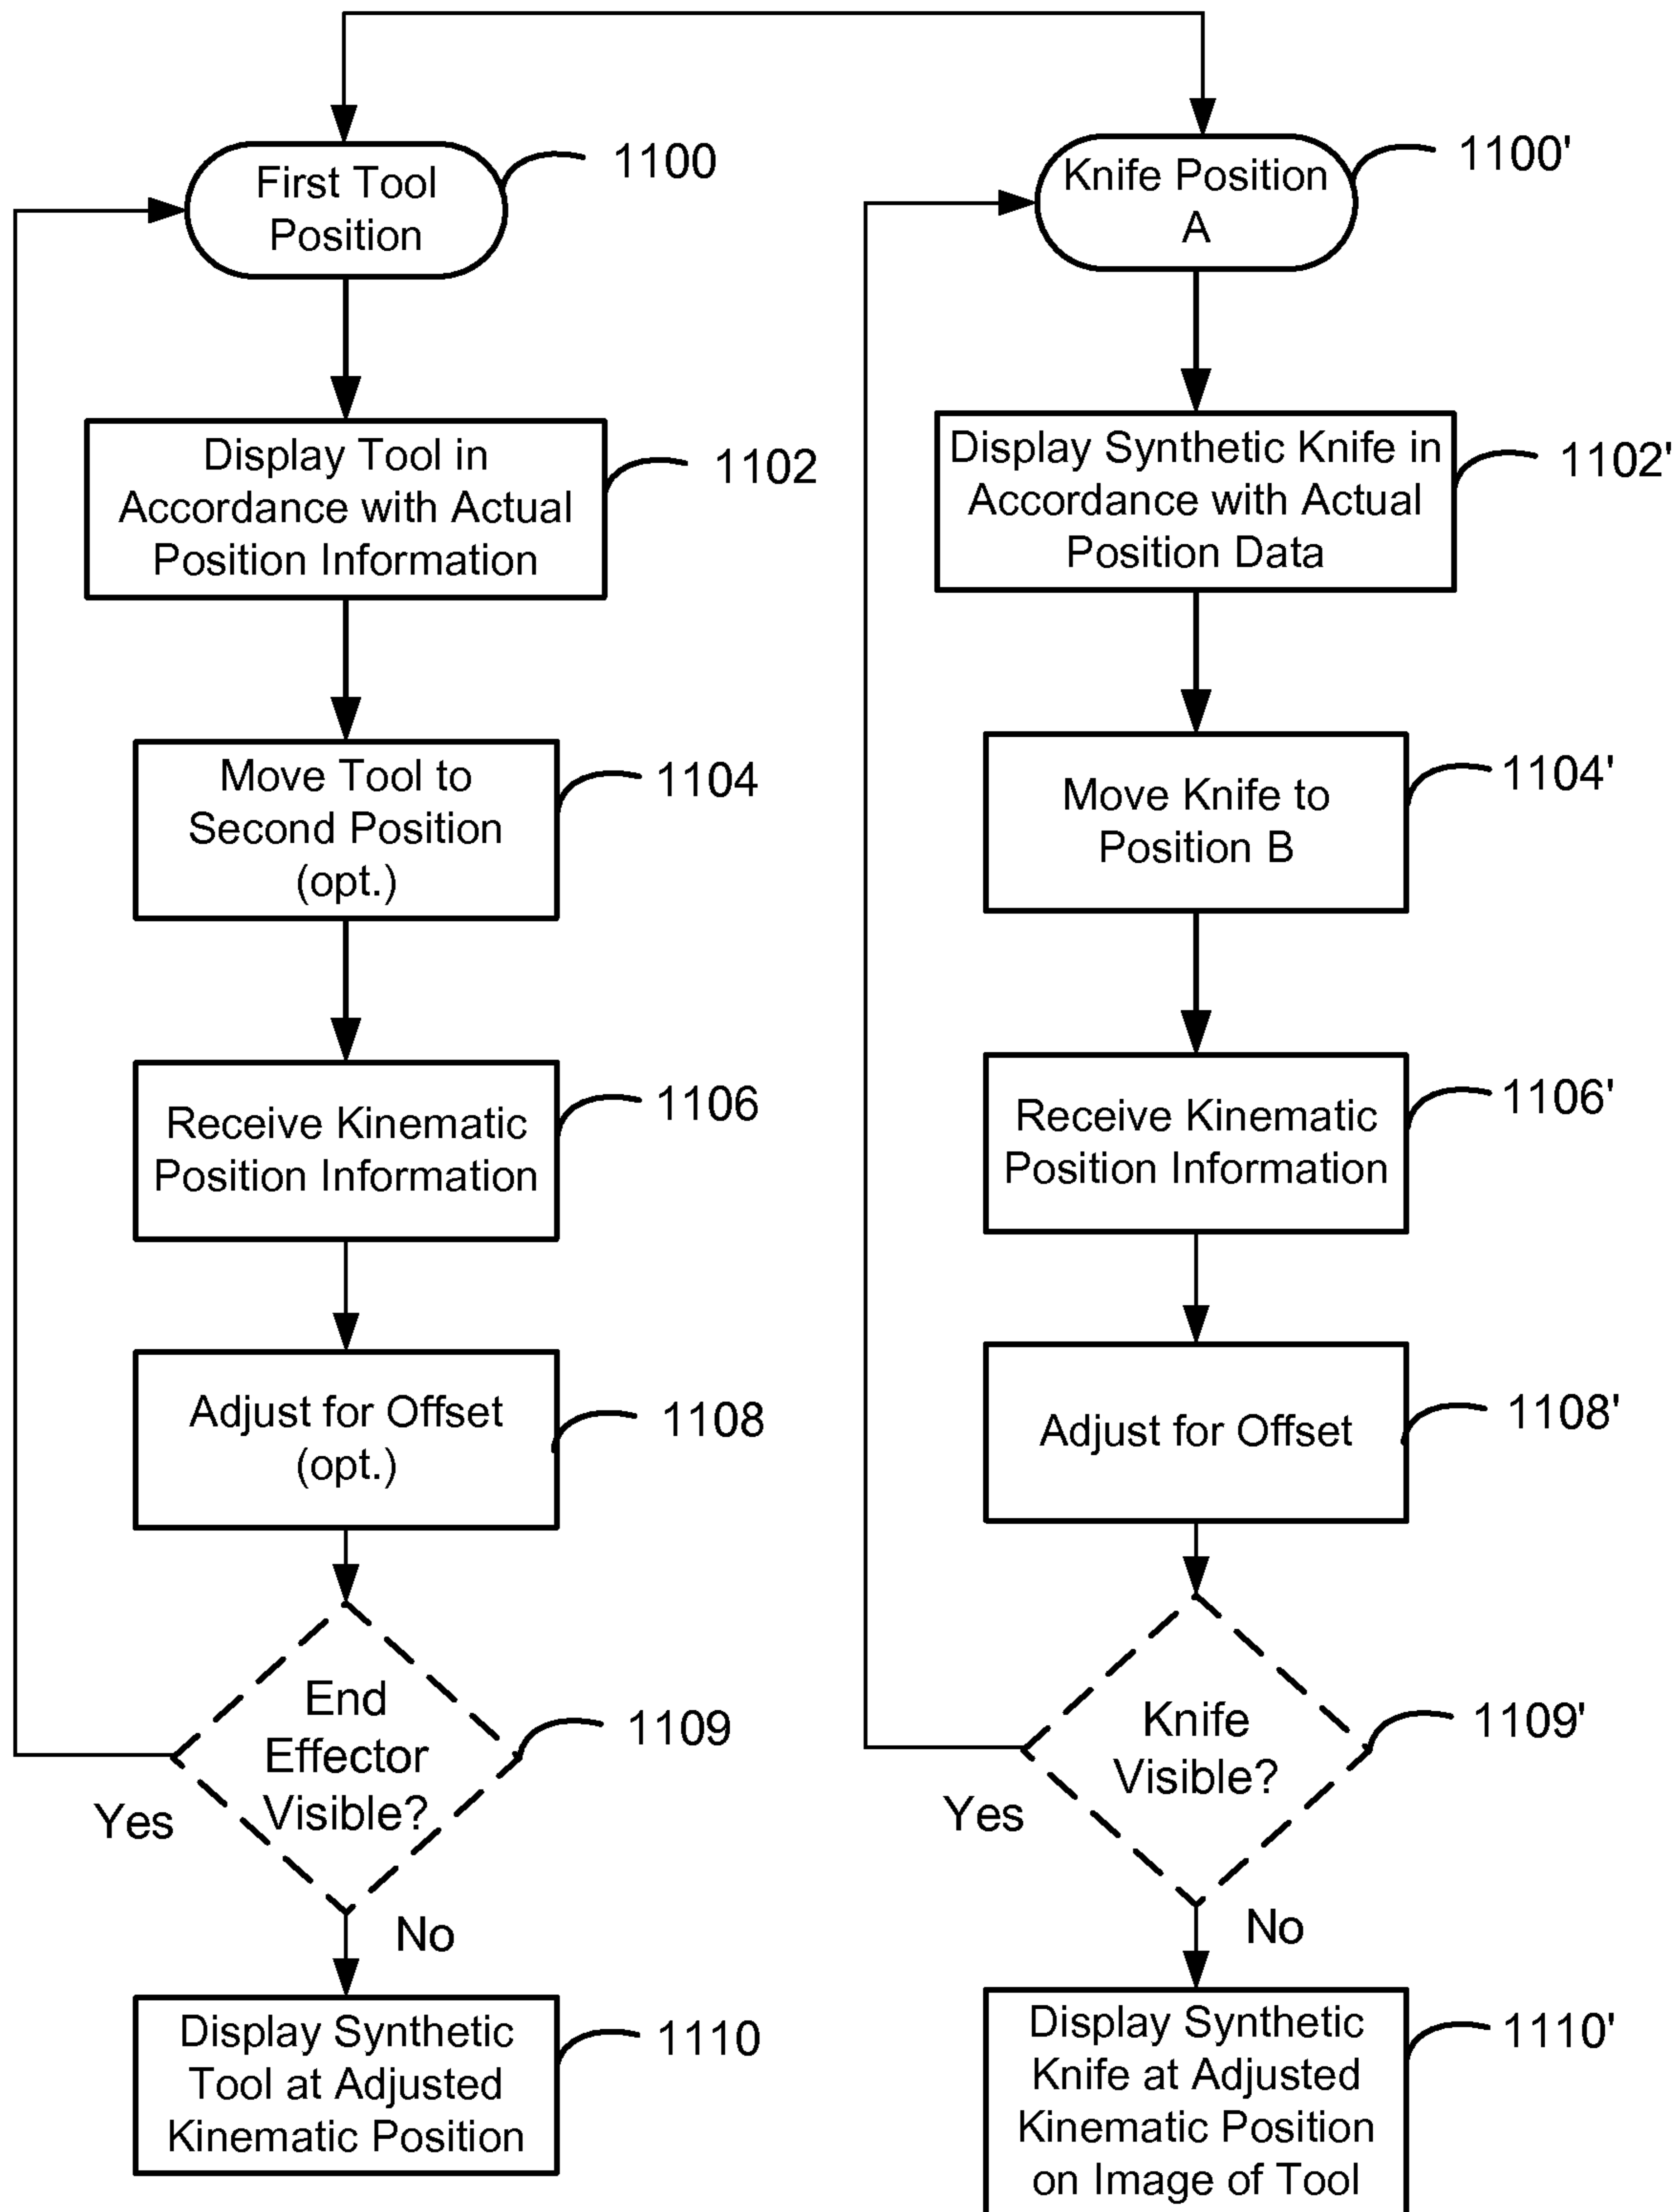 First Tool
Position
1100
Display Tool in
Accordance with Actual
Position Information
1102
Move Tool to
Second Position
(opt.)
1104
Receive Kinematic
Position Information
1106
Adjust for Offset
(opt.)
1108
End
Effector
Visible?
1109
Yes
No
Display Synthetic
Tool at Adjusted
Kinematic Position
1110
Knife Position
A
1100'
Display Synthetic Knife in
Accordance with Actual
Position Data
1102'
Move Knife to
Position B
1104'
Receive Kinematic
Position Information
1106'
Adjust for Offset
1108'
Knife
Visible?
1109'
Yes
No
Display Synthetic
Knife at Adjusted
Kinematic Position
on Image of Tool
1110'